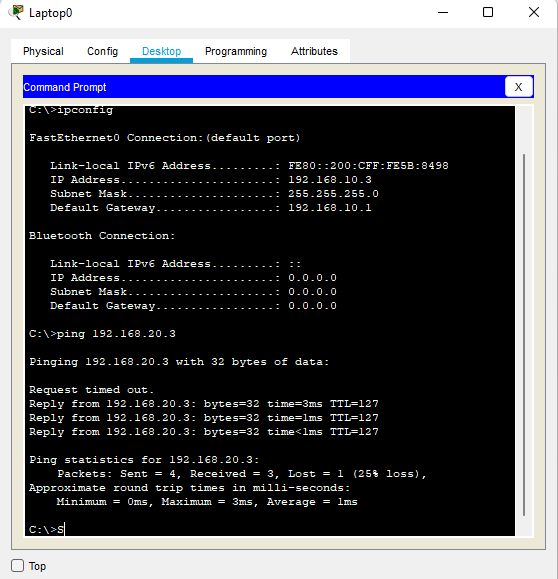 Laptop0
Physical Config Desktop Programming Attributes
Command Prompt X
C:\>ipconfig
FastEthernet0 Connection:(default port)
Link-local IPv6 Address.........: FE80::200:CFF:FE5B:8498
IP Address......................: 192.168.10.3
Subnet Mask.....................: 255.255.255.0
Default Gateway.................: 192.168.10.1
Bluetooth Connection:
Link-local IPv6 Address.........: ::
IP Address......................: 0.0.0.0
Subnet Mask.....................: 0.0.0.0
Default Gateway.................: 0.0.0.0
C:\>ping 192.168.20.3
Pinging 192.168.20.3 with 32 bytes of data:
Request timed out.
Reply from 192.168.20.3: bytes=32 time=3ms TTL=127
Reply from 192.168.20.3: bytes=32 time=1ms TTL=127
Reply from 192.168.20.3: bytes=32 time<1ms TTL=127
Ping statistics for 192.168.20.3:
Packets: Sent = 4, Received = 3, Lost = 1 (25% loss),
Approximate round trip times in milli-seconds:
Minimum = 0ms, Maximum = 3ms, Average = 1ms
C:\>S
Top